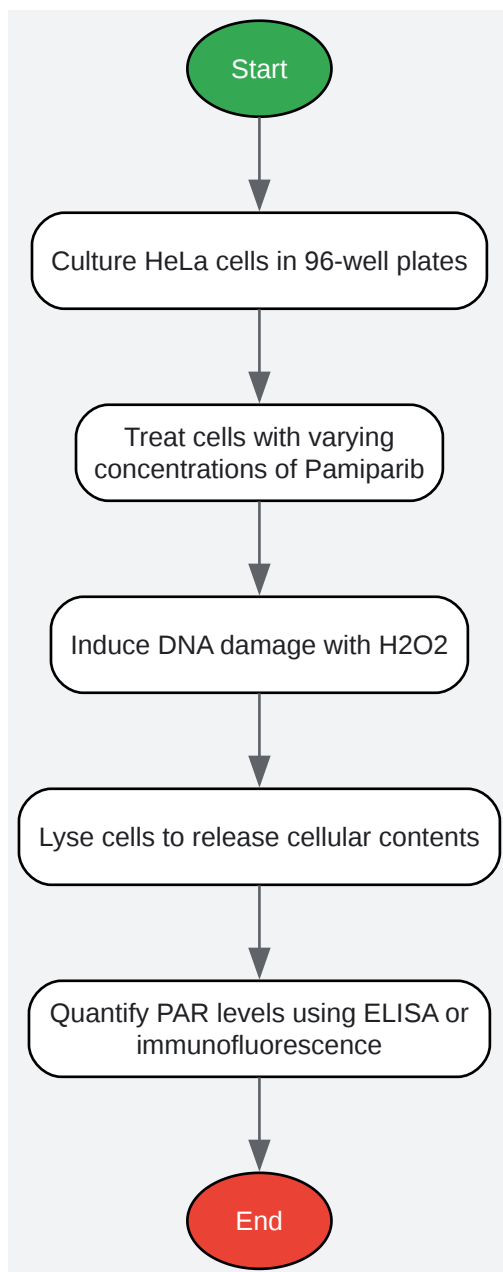 Start
Culture HeLa cells in 96-well plates
Treat cells with varying
concentrations of Pamiparib
Induce DNA damage with H2O2
Lyse cells to release cellular contents
Quantify PAR levels using ELISA or
immunofluorescence
End